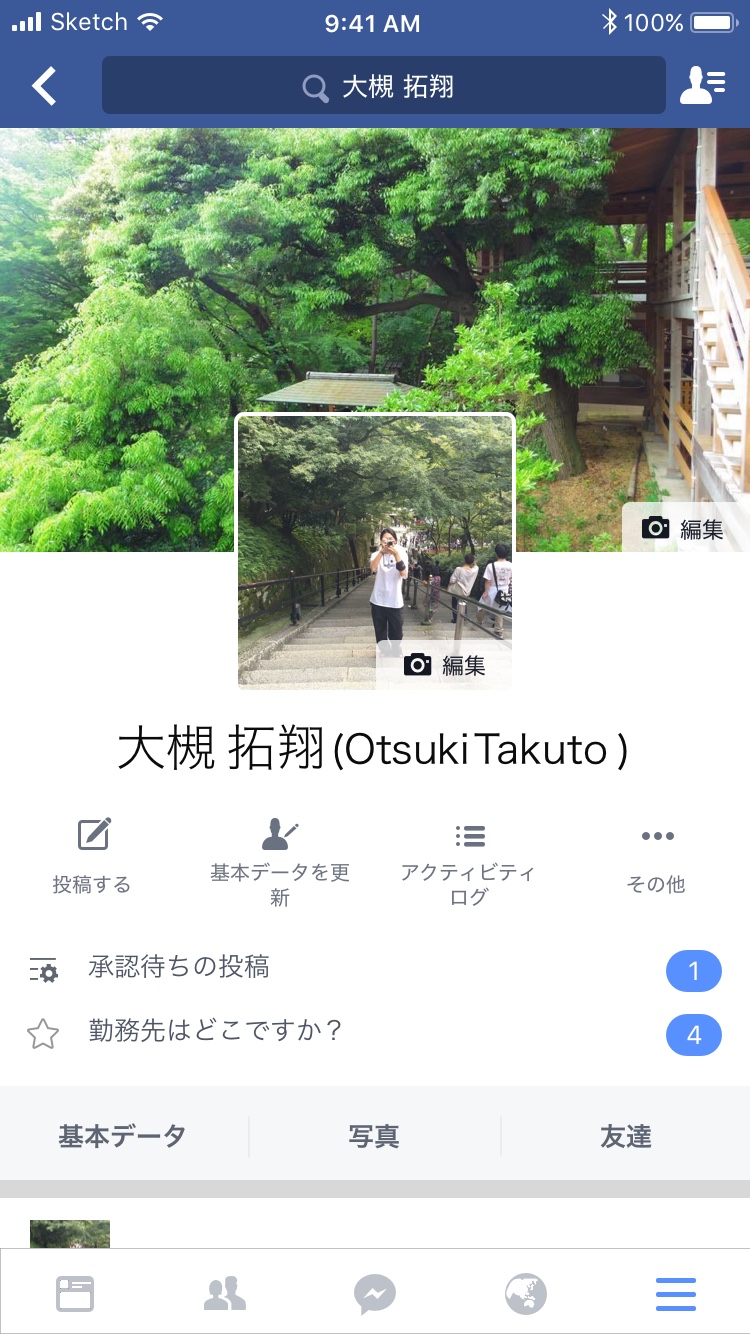 Sketch 9:41 AM 100%
大槻 拓翔
編集
編集
大槻 拓翔 (Otsuki Takuto )
投稿する
基本データを更
新
アクティビティ
ログ
その他
承認待ちの投稿 1
勤務先はどこですか？ 4
基本データ 写真 友達